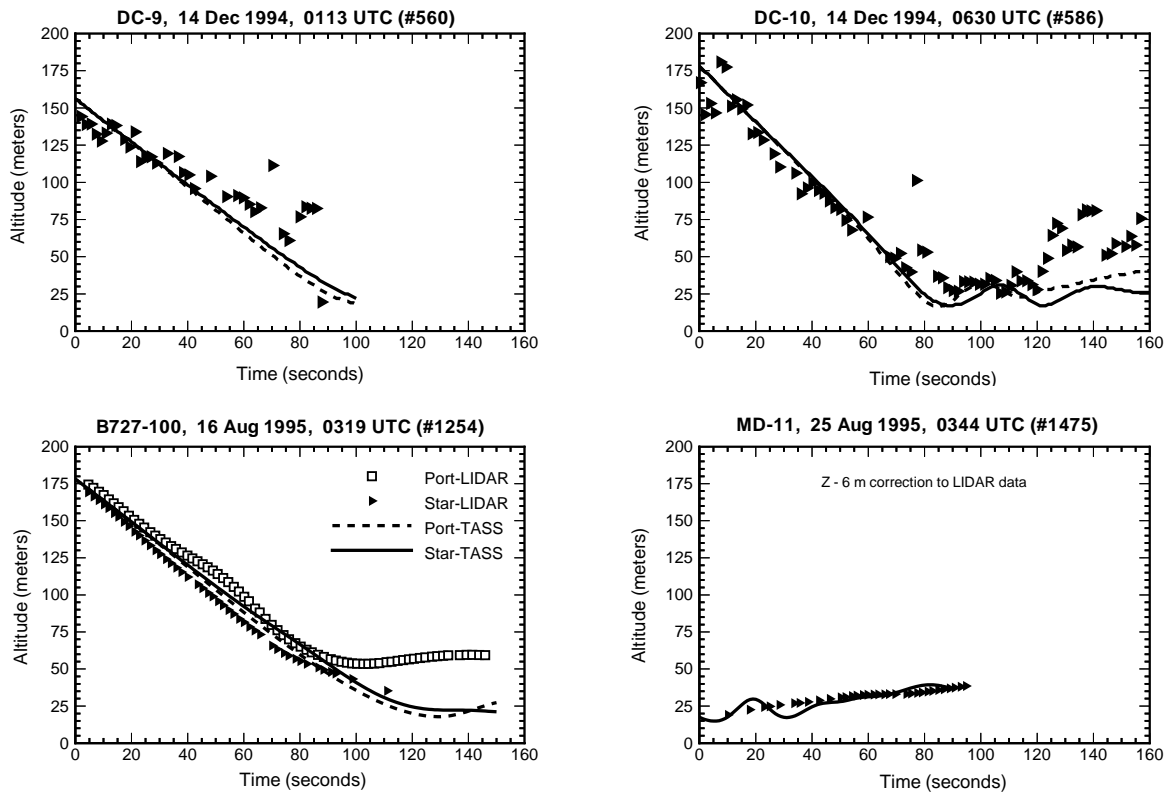 DC-9, 14 Dec 1994, 0113 UTC (#560)
200
175
150
125
100
75
50
25
0
Altitude (meters)
0 20 40 60 80 100 120 140 160
Time (seconds)
DC-10, 14 Dec 1994, 0630 UTC (#586)
200
175
150
125
100
75
50
25
0
Altitude (meters)
0 20 40 60 80 100 120 140 160
Time (seconds)
B727-100, 16 Aug 1995, 0319 UTC (#1254)
200
175
150
125
100
75
50
25
0
Altitude (meters)
Port-LIDAR
Star-LIDAR
Port-TASS
Star-TASS
0 20 40 60 80 100 120 140 160
Time (seconds)
MD-11, 25 Aug 1995, 0344 UTC (#1475)
200
175
150
125
100
75
50
25
0
Altitude (meters)
Z - 6 m correction to LIDAR data
0 20 40 60 80 100 120 140 160
Time (seconds)